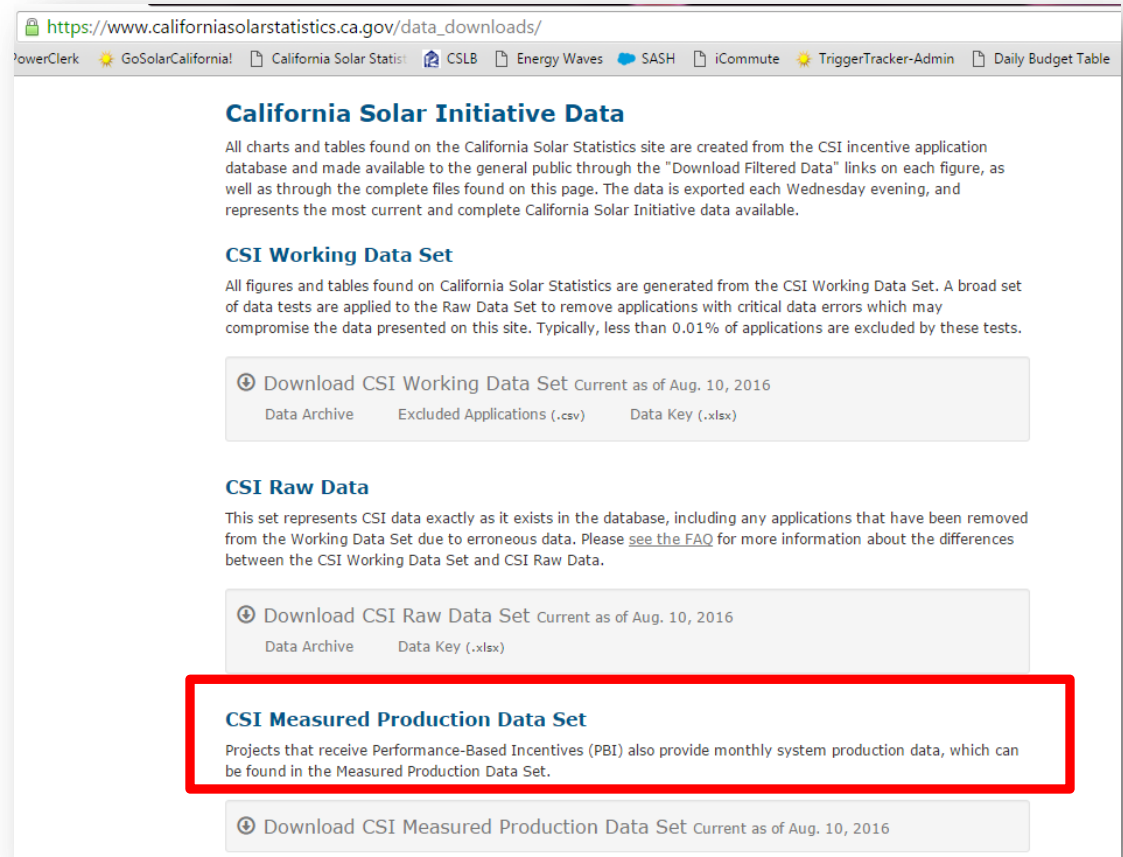 https://www.californiasolarstatistics.ca.gov/data_downloads/
PowerClerk GoSolarCalifornia! California Solar Statist CSLB Energy Waves SASH iCommute TriggerTracker-Admin Daily Budget Table
California Solar Initiative Data
All charts and tables found on the California Solar Statistics site are created from the CSI incentive application
database and made available to the general public through the "Download Filtered Data" links on each figure, as
well as through the complete files found on this page. The data is exported each Wednesday evening, and
represents the most current and complete California Solar Initiative data available.
CSI Working Data Set
All figures and tables found on California Solar Statistics are generated from the CSI Working Data Set. A broad set
of data tests are applied to the Raw Data Set to remove applications with critical data errors which may
compromise the data presented on this site. Typically, less than 0.01% of applications are excluded by these tests.
Download CSI Working Data Set Current as of Aug. 10, 2016
Data Archive Excluded Applications (.csv) Data Key (.xlsx)
CSI Raw Data
This set represents CSI data exactly as it exists in the database, including any applications that have been removed
from the Working Data Set due to erroneous data. Please see the FAQ for more information about the differences
between the CSI Working Data Set and CSI Raw Data.
Download CSI Raw Data Set Current as of Aug. 10, 2016
Data Archive Data Key (.xlsx)
CSI Measured Production Data Set
Projects that receive Performance-Based Incentives (PBI) also provide monthly system production data, which can
be found in the Measured Production Data Set.
Download CSI Measured Production Data Set Current as of Aug. 10, 2016